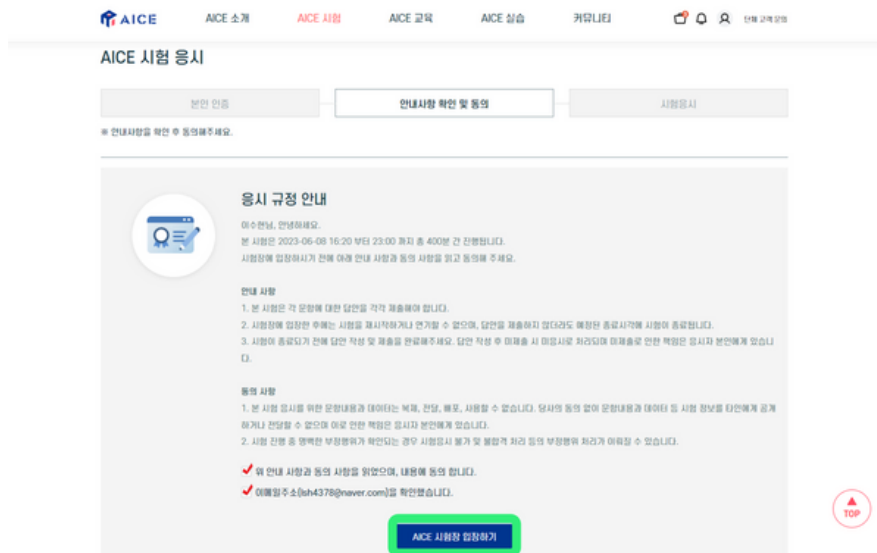 AICE
AICE 소개
AICE 시험
AICE 교육
AICE 실습
커뮤니티
단체 고객 문의
AICE 시험 응시
본인 인증
안내사항 확인 및 동의
시험응시
※ 안내사항을 확인 후 동의해주세요.
응시 규정 안내
이수현님, 안녕하세요.
본 시험은 2023-06-08 16:20 부터 23:00 까지 총 400분 간 진행됩니다.
시험장에 입장하시기 전에 아래 안내 사항과 동의 사항을 읽고 동의해 주세요.
안내 사항
1. 본 시험은 각 문항에 대한 답안을 각각 제출해야 합니다.
2. 시험장에 입장한 후에는 시험을 재시작하거나 연기할 수 없으며, 답안을 제출하지 않더라도 예정된 종료시각에 시험이 종료됩니다.
3. 시험이 종료되기 전에 답안 작성 및 제출을 완료해주세요. 답안 작성 후 미제출 시 미응시로 처리되며 미제출로 인한 책임은 응시자 본인에게 있습니
다.
동의 사항
1. 본 시험 응시를 위한 문항내용과 데이터는 복제, 전달, 배포, 사용할 수 없습니다. 당사의 동의 없이 문항내용과 데이터 등 시험 정보를 타인에게 공개
하거나 전달할 수 없으며 이로 인한 책임은 응시자 본인에게 있습니다.
2. 시험 진행 중 명백한 부정행위가 확인되는 경우 시험응시 불가 및 불합격 처리 등의 부정행위 처리가 이뤄질 수 있습니다.
위 안내 사항과 동의 사항을 읽었으며, 내용에 동의 합니다.
이메일주소(lsh4378@naver.com)을 확인했습니다.
AICE 시험장 입장하기
TOP